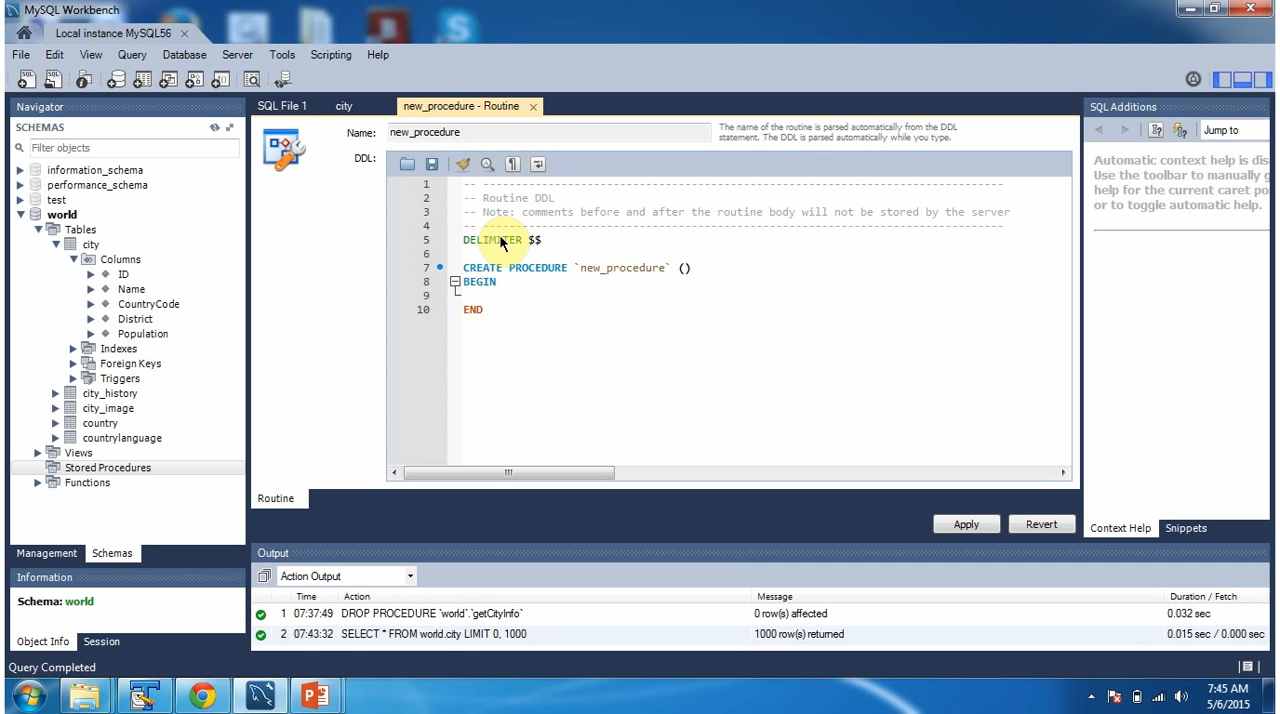 MySQL Workbench
Local instance MySQL56
File Edit View Query Database Server Tools Scripting Help
Navigator
SCHEMAS
Filter objects
information_schema
performance_schema
test
world
Tables
city
Columns
ID
Name
CountryCode
District
Population
Indexes
Foreign Keys
Triggers
city_history
city_image
country
countrylanguage
Views
Stored Procedures
Functions
Management Schemas
Information
Schema: world
Object Info Session
SQL File 1 city new_procedure - Routine
Name: new_procedure
The name of the routine is parsed automatically from the DDL
statement. The DDL is parsed automatically while you type.
DDL:
1 -- ----------------------------------------------------------------------------
2 -- Routine DDL
3 -- Note: comments before and after the routine body will not be stored by the server
4 -- ----------------------------------------------------------------------------
5 DELIMITER $$
6
7 CREATE PROCEDURE `new_procedure` ()
8 BEGIN
9
10 END
Routine
Apply Revert
SQL Additions
Jump to
Automatic context help is dis
Use the toolbar to manually g
help for the current caret po
or to toggle automatic help.
Context Help Snippets
Output
Action Output
Time Action Message Duration / Fetch
1 07:37:49 DROP PROCEDURE `world`.`getCityInfo` 0 row(s) affected 0.032 sec
2 07:43:32 SELECT * FROM world.city LIMIT 0, 1000 1000 row(s) returned 0.015 sec / 0.000 sec
Query Completed
7:45 AM
5/6/2015